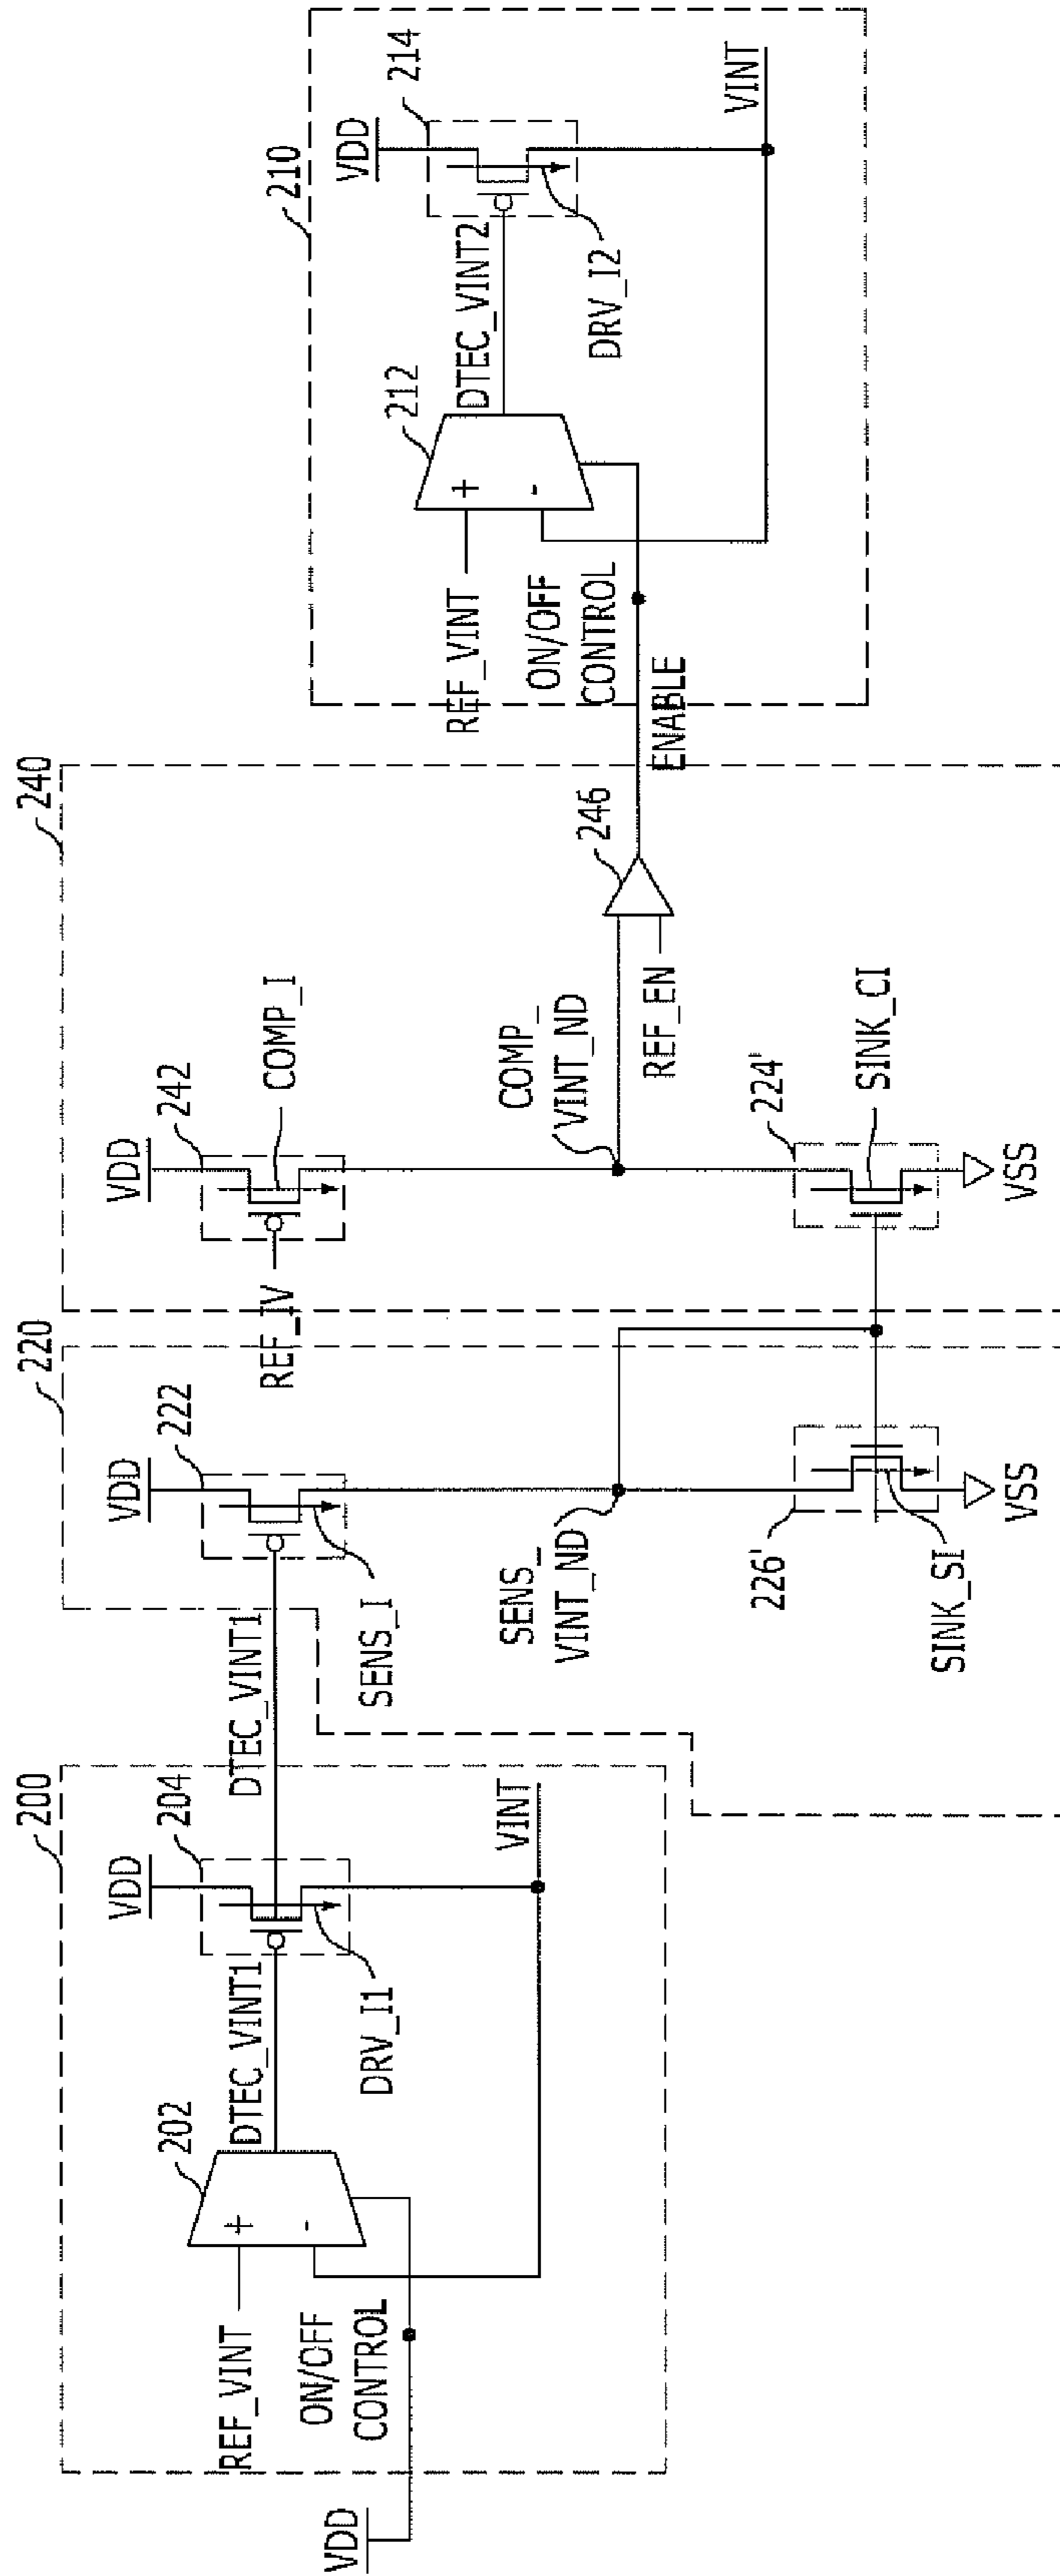 200
VDD
204
202
DTEC_VINT1
DTEC_VINT1
REF_VINT
+
-
ON/OFF
CONTROL
DRV_I1
VINT
VDD
220
VDD
222
SENS_I
SENS_
VINT_ND
226'
SINK_SI
VSS
240
VDD
242
COMP_I
REF_IV
COMP_
VINT_ND
246
REF_EN
ENABLE
224'
SINK_CI
VSS
210
VDD
214
212
DTEC_VINT2
REF_VINT
+
-
ON/OFF
CONTROL
DRV_I2
VINT